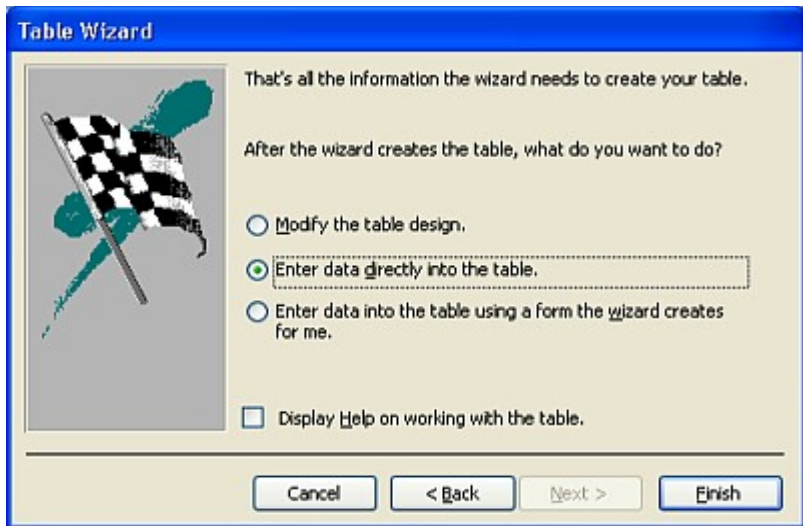 Table Wizard
That's all the information the wizard needs to create your table.
After the wizard creates the table, what do you want to do?
Modify the table design.
Enter data directly into the table.
Enter data into the table using a form the wizard creates
for me.
Display Help on working with the table.
Cancel
< Back
Next >
Finish